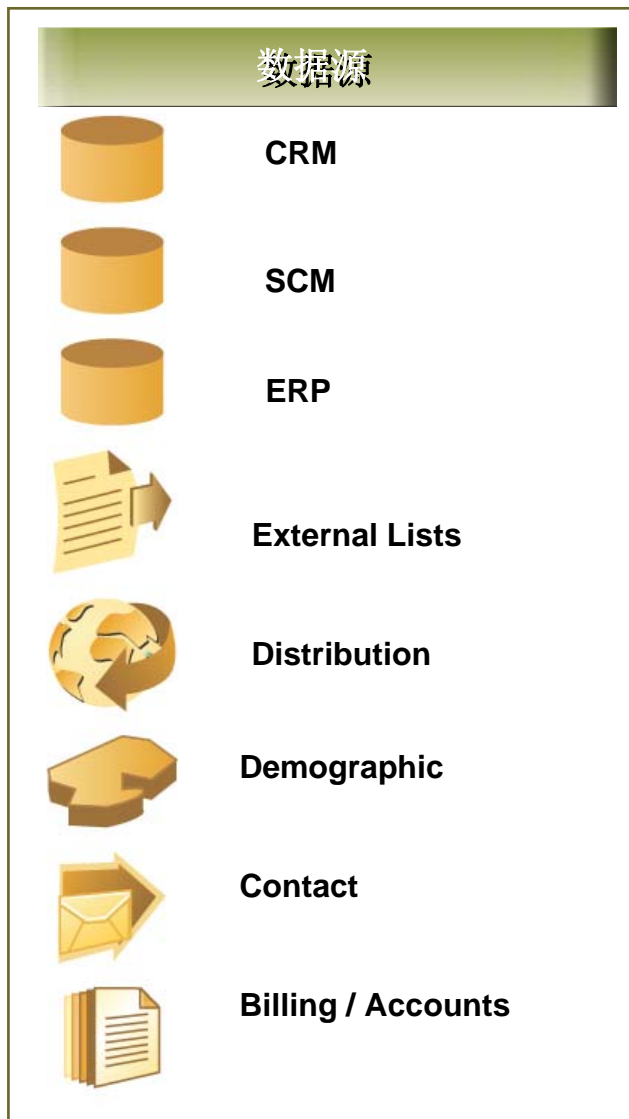 数据源
CRM
SCM
ERP
External Lists
Distribution
Demographic
Contact
Billing / Accounts